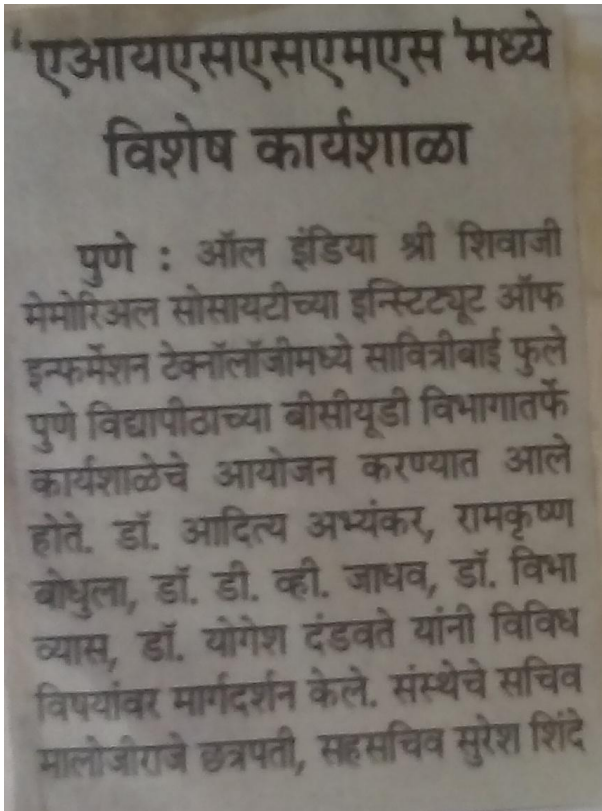 'एआयएसएसएमएस'मध्ये
विशेष कार्यशाळा
पुणे : ऑल इंडिया श्री शिवाजी
मेमोरिअल सोसायटीच्या इन्स्टिट्यूट ऑफ
इन्फर्मेशन टेक्नॉलॉजीमध्ये सावित्रीबाई फुले
पुणे विद्यापीठाच्या बीसीयूडी विभागातर्फे
कार्यशाळेचे आयोजन करण्यात आले
होते. डॉ. आदित्य अभ्यंकर, रामकृष्ण
बोधुला, डॉ. डी. व्ही. जाधव, डॉ. विभा
व्यास, डॉ. योगेश दंडवते यांनी विविध
विषयांवर मार्गदर्शन केले. संस्थेचे सचिव
मालोजीराजे छत्रपती, सहसचिव सुरेश शिंदे